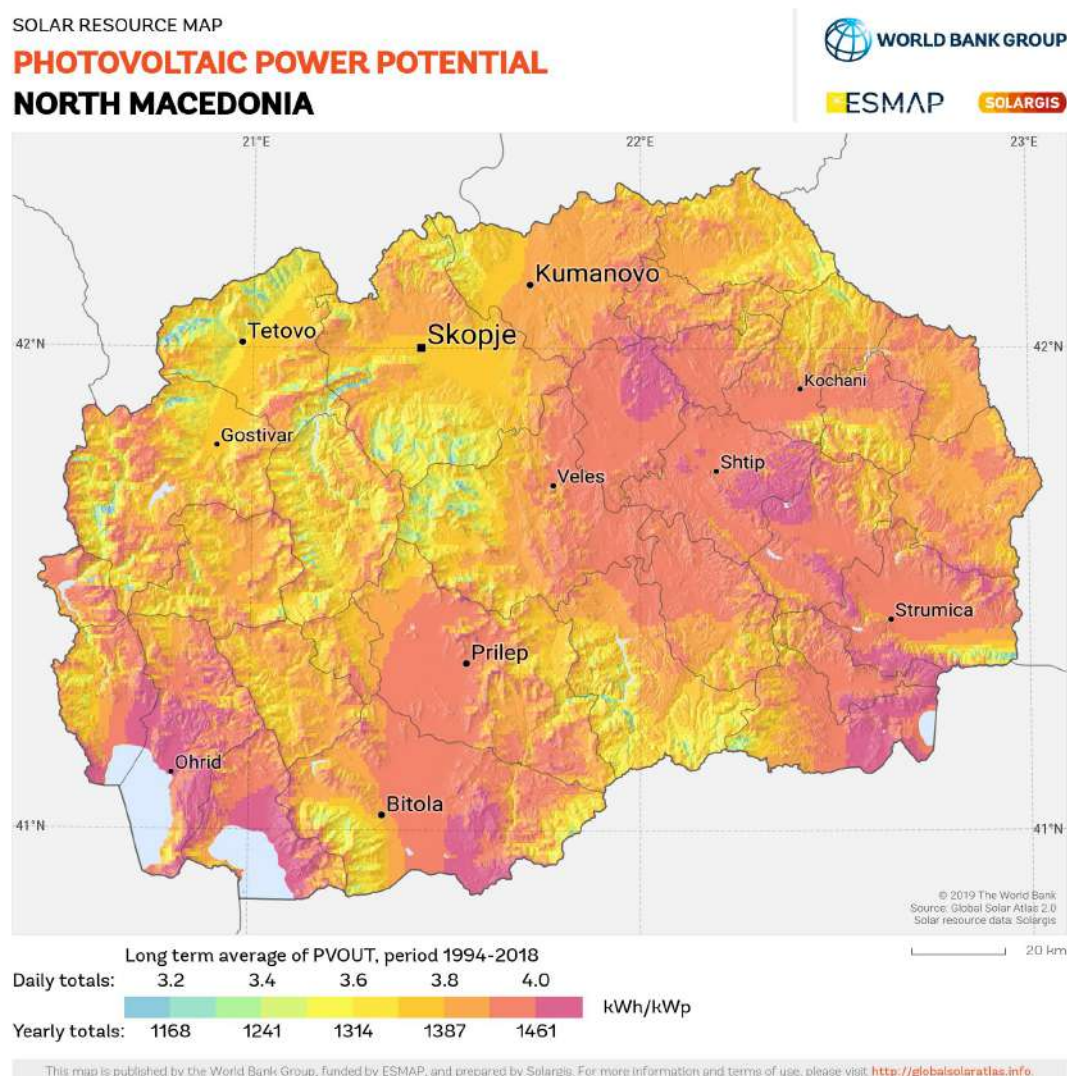 SOLAR RESOURCE MAP
PHOTOVOLTAIC POWER POTENTIAL
NORTH MACEDONIA
WORLD BANK GROUP
ESMAP
SOLARGIS
21°E 22°E 23°E
Kumanovo
Tetovo
Skopje
42°N 42°N
Kochani
Gostivar
Shtip
Veles
Strumica
Prilep
Ohrid
Bitola
41°N 41°N
© 2019 The World Bank
Source: Global Solar Atlas 2.0
Solar resource data: Solargis
20 km
Long term average of PVOUT, period 1994-2018
Daily totals: 3.2 3.4 3.6 3.8 4.0
kWh/kWp
Yearly totals: 1168 1241 1314 1387 1461
This map is published by the World Bank Group, funded by ESMAP, and prepared by Solargis. For more information and terms of use, please visit http://globalsolaratlas.info.